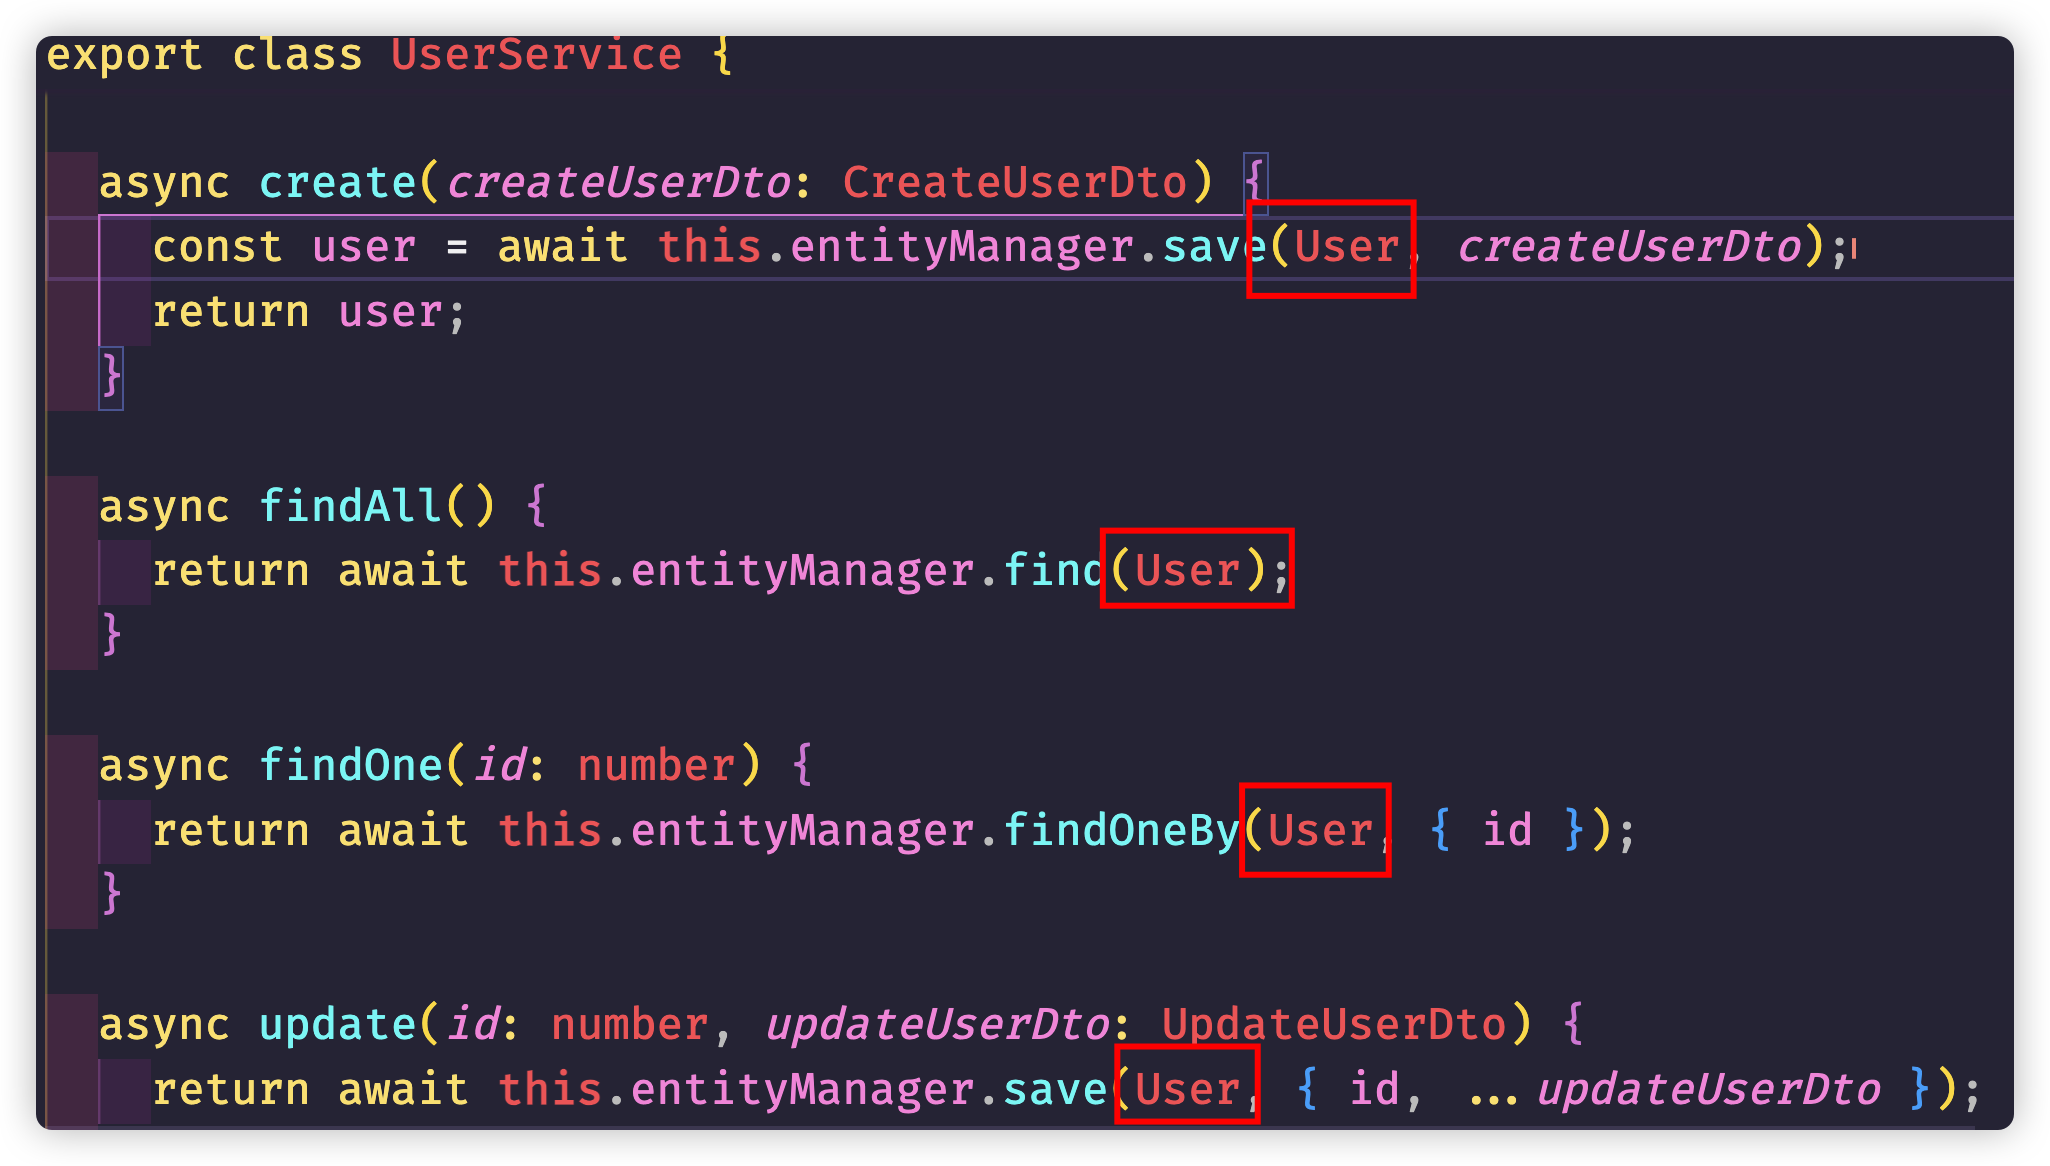 export class UserService {
async create(createUserDto: CreateUserDto) {
const user = await this.entityManager.save(User, createUserDto);
return user;
}
async findAll() {
return await this.entityManager.find(User);
}
async findOne(id: number) {
return await this.entityManager.findOneBy(User, { id });
}
async update(id: number, updateUserDto: UpdateUserDto) {
return await this.entityManager.save(User, { id, ...updateUserDto });